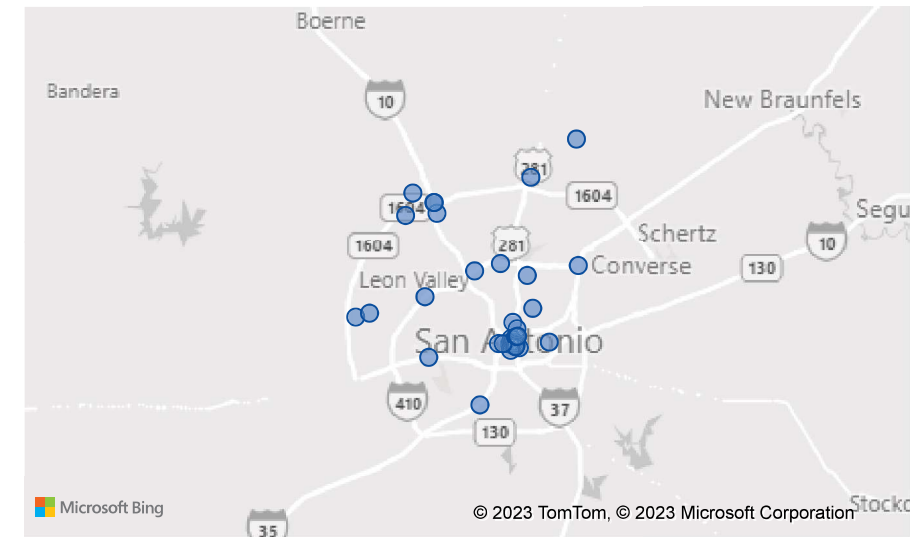 Boerne
Bandera
10
New Braunfels
281
1604
1604
Segu
Schertz
10
1604
281
130
Converse
Leon Valley
San Antonio
410
37
130
Microsoft Bing
© 2023 TomTom, © 2023 Microsoft Corporation
Stockd
35